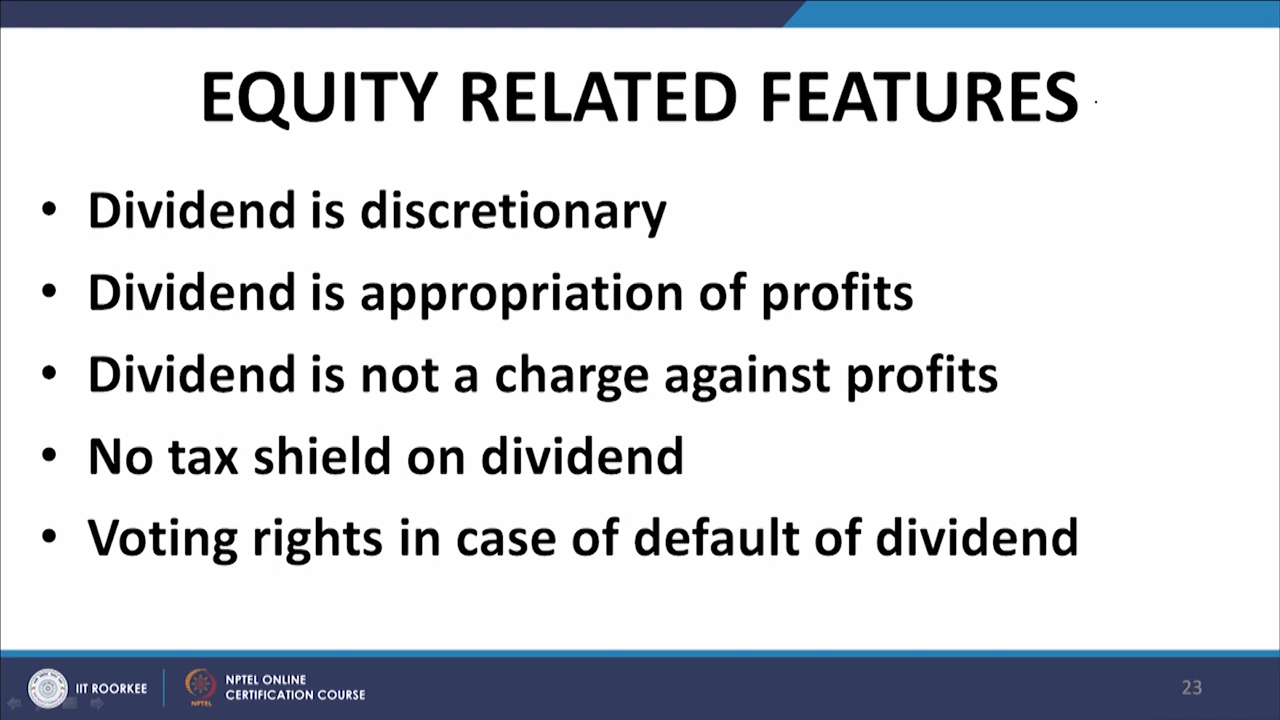 EQUITY RELATED FEATURES
• Dividend is discretionary
• Dividend is appropriation of profits
• Dividend is not a charge against profits
• No tax shield on dividend
• Voting rights in case of default of dividend
IIT ROORKEE
NPTEL ONLINE
CERTIFICATION COURSE
NPTEL
23